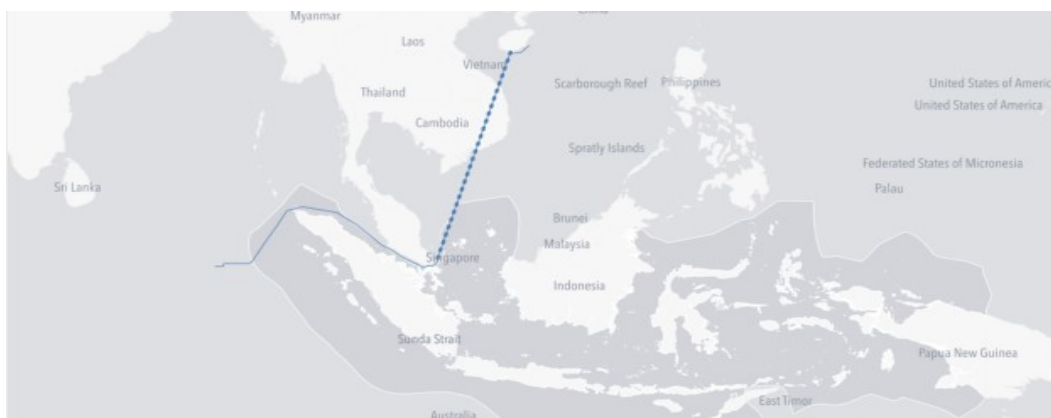 Myanmar
Laos
Vietnam
Scarborough Reef
Philippines
United States of Americ
Thailand
United States of America
Cambodia
Spratly Islands
Federated States of Micronesia
Sri Lanka
Palau
Brunei
Malaysia
Singapore
Indonesia
Sunda Strait
Papua New Guinea
East Timor
Australia